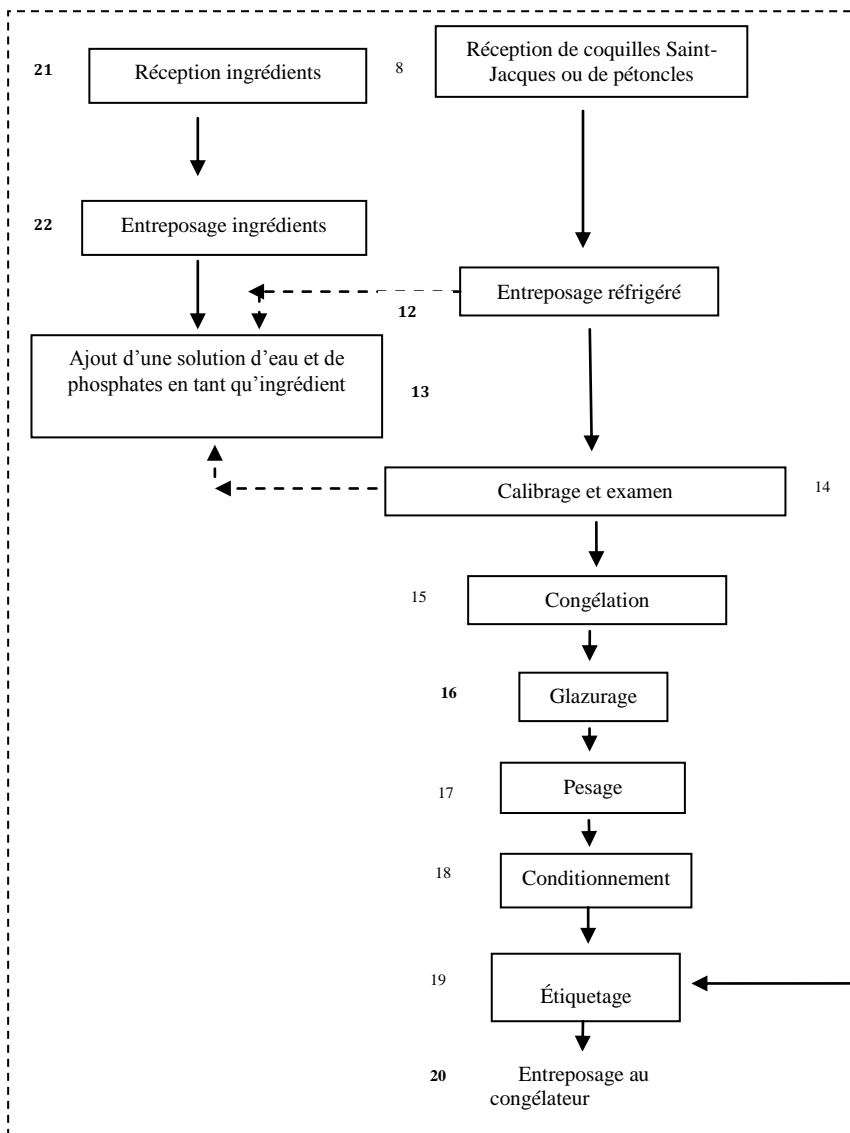 21
Réception ingrédients
8
Réception de coquilles Saint-
Jacques ou de pétoncles
22
Entreposage ingrédients
12
Entreposage réfrigéré
Ajout d’une solution d’eau et de
phosphates en tant qu’ingrédient
13
Calibrage et examen
14
15
Congélation
16
Glazurage
17
Pesage
18
Conditionnement
19
Étiquetage
20
Entreposage au
congélateur